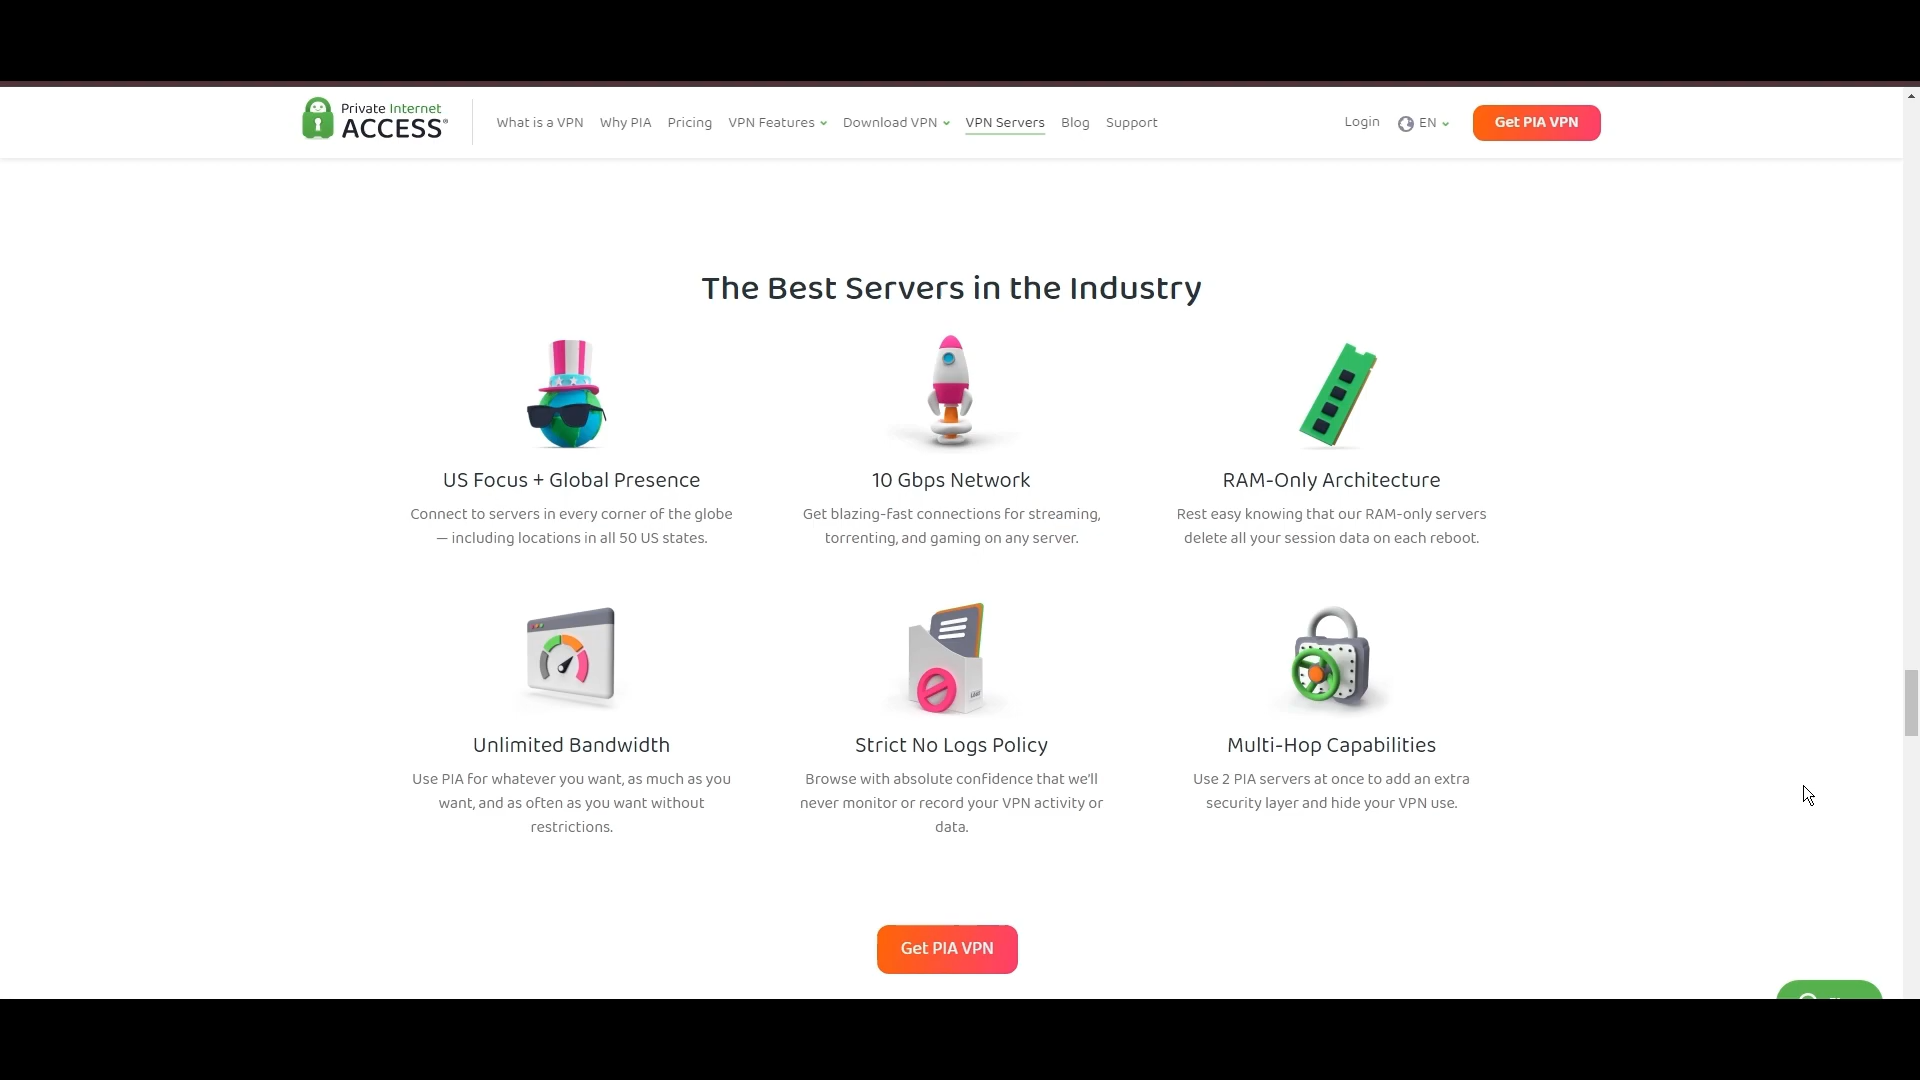 Private Internet
ACCESS®
What is a VPN Why PIA Pricing VPN Features Download VPN VPN Servers Blog Support
Login EN Get PIA VPN
The Best Servers in the Industry
US Focus + Global Presence
Connect to servers in every corner of the globe
— including locations in all 50 US states.
10 Gbps Network
Get blazing-fast connections for streaming,
torrenting, and gaming on any server.
RAM-Only Architecture
Rest easy knowing that our RAM-only servers
delete all your session data on each reboot.
Unlimited Bandwidth
Use PIA for whatever you want, as much as you
want, and as often as you want without
restrictions.
Strict No Logs Policy
Browse with absolute confidence that we'll
never monitor or record your VPN activity or
data.
Multi-Hop Capabilities
Use 2 PIA servers at once to add an extra
security layer and hide your VPN use.
Get PIA VPN